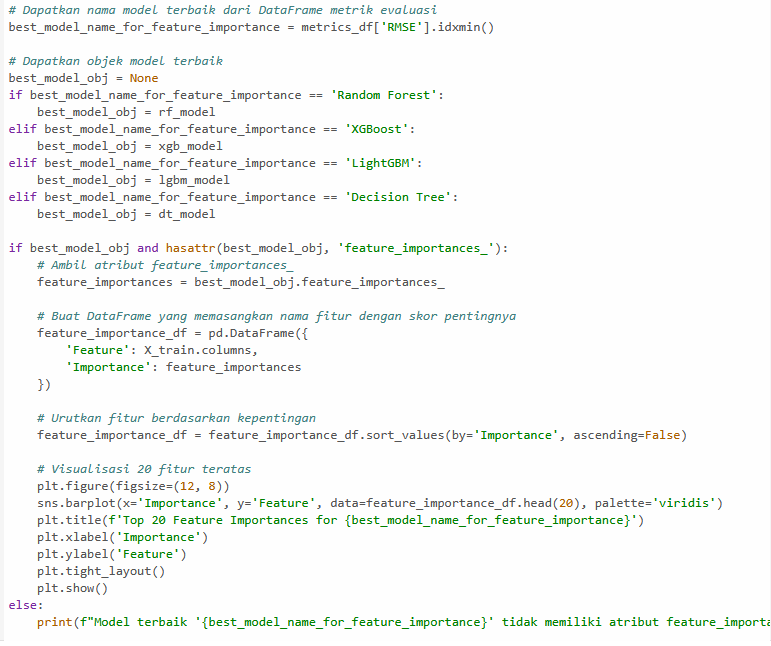 # Dapatkan nama model terbaik dari DataFrame metrik evaluasi
best_model_name_for_feature_importance = metrics_df['RMSE'].idxmin()

# Dapatkan objek model terbaik
best_model_obj = None
if best_model_name_for_feature_importance == 'Random Forest':
    best_model_obj = rf_model
elif best_model_name_for_feature_importance == 'XGBoost':
    best_model_obj = xgb_model
elif best_model_name_for_feature_importance == 'LightGBM':
    best_model_obj = lgbm_model
elif best_model_name_for_feature_importance == 'Decision Tree':
    best_model_obj = dt_model

if best_model_obj and hasattr(best_model_obj, 'feature_importances_'):
    # Ambil atribut feature_importances_
    feature_importances = best_model_obj.feature_importances_

    # Buat DataFrame yang memasangkan nama fitur dengan skor pentingnya
    feature_importance_df = pd.DataFrame({
        'Feature': X_train.columns,
        'Importance': feature_importances
    })

    # Urutkan fitur berdasarkan kepentingan
    feature_importance_df = feature_importance_df.sort_values(by='Importance', ascending=False)

    # Visualisasi 20 fitur teratas
    plt.figure(figsize=(12, 8))
    sns.barplot(x='Importance', y='Feature', data=feature_importance_df.head(20), palette='viridis')
    plt.title(f'Top 20 Feature Importances for {best_model_name_for_feature_importance}')
    plt.xlabel('Importance')
    plt.ylabel('Feature')
    plt.tight_layout()
    plt.show()
else:
    print(f"Model terbaik '{best_model_name_for_feature_importance}' tidak memiliki atribut feature_importa